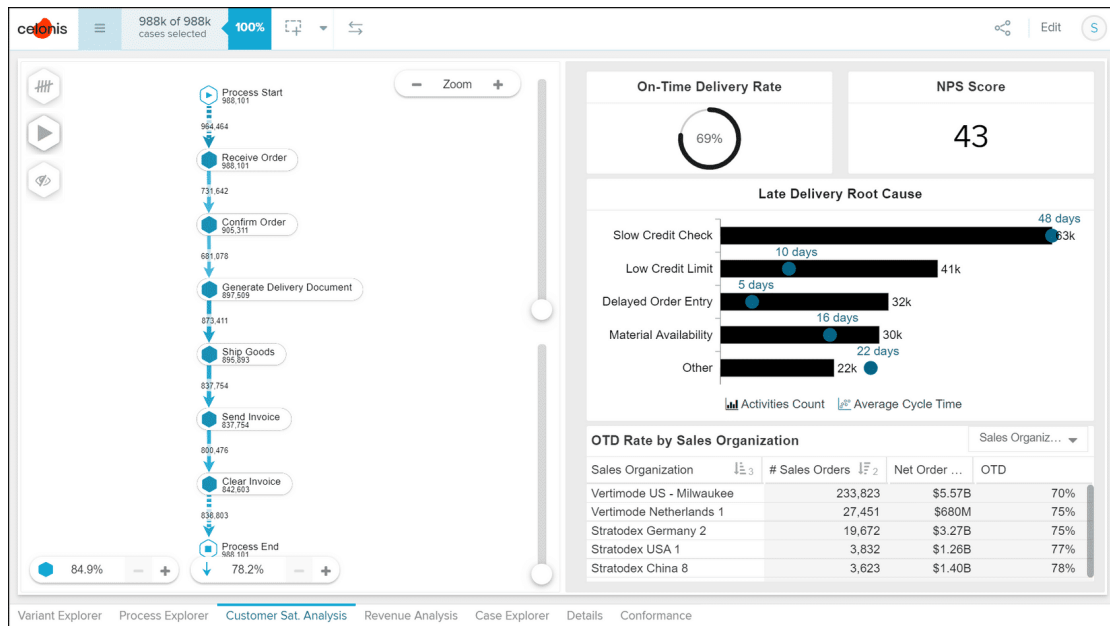 celonis
988k of 988k
cases selected
100%
Edit
S
Zoom
Process Start
988,101
964,464
Receive Order
988,101
731,642
Confirm Order
905,311
681,078
Generate Delivery Document
897,509
873,411
Ship Goods
895,893
837,754
Send Invoice
837,754
800,476
Clear Invoice
842,603
838,803
Process End
988,101
84.9%
78.2%
On-Time Delivery Rate
69%
NPS Score
43
Late Delivery Root Cause
48 days
Slow Credit Check
63k
10 days
Low Credit Limit
41k
5 days
Delayed Order Entry
32k
16 days
Material Availability
30k
22 days
Other
22k
Activities Count
Average Cycle Time
OTD Rate by Sales Organization
Sales Organiz...
Sales Organization 3 # Sales Orders 2 Net Order ... OTD
Vertimode US - Milwaukee 233,823 $5.57B 70%
Vertimode Netherlands 1 27,451 $680M 75%
Stratodex Germany 2 19,672 $3.27B 75%
Stratodex USA 1 3,832 $1.26B 77%
Stratodex China 8 3,623 $1.40B 78%
Variant Explorer Process Explorer Customer Sat. Analysis Revenue Analysis Case Explorer Details Conformance